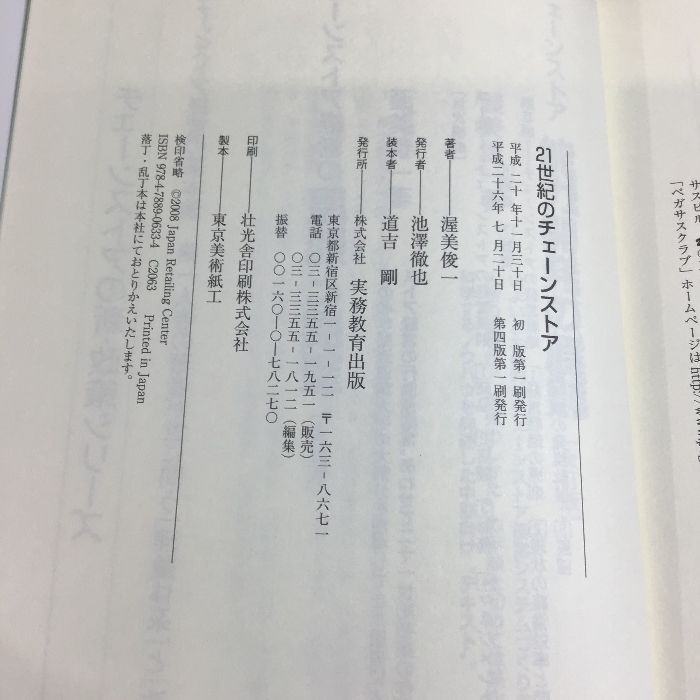 21世紀のチェーンストア
平成 二十 年十一月三十日 初 版第一刷発行
平成二十六年 七 月二十日 第四版第一刷発行
著者 渥美俊一
発行者 池澤徹也
装本者 道吉 剛
発行所 株式会社 実務教育出版
東京都新宿区新宿一-一-一二 〒一六三-八六七一
電話 〇三-三三五五-一九五一(販売)
〇三-三三五五-一八一二(編集)
振替 〇〇一六〇-〇-七八二七〇
印刷 壮光舎印刷株式会社
製本 東京美術紙工
検印省略 ©2008 Japan Retailing Center
ISBN 978-4-7889-0633-4 C2063 Printed in Japan
落丁・乱丁本は本社にておとりかえいたします。
「ペガサスクラブ」ホームページは